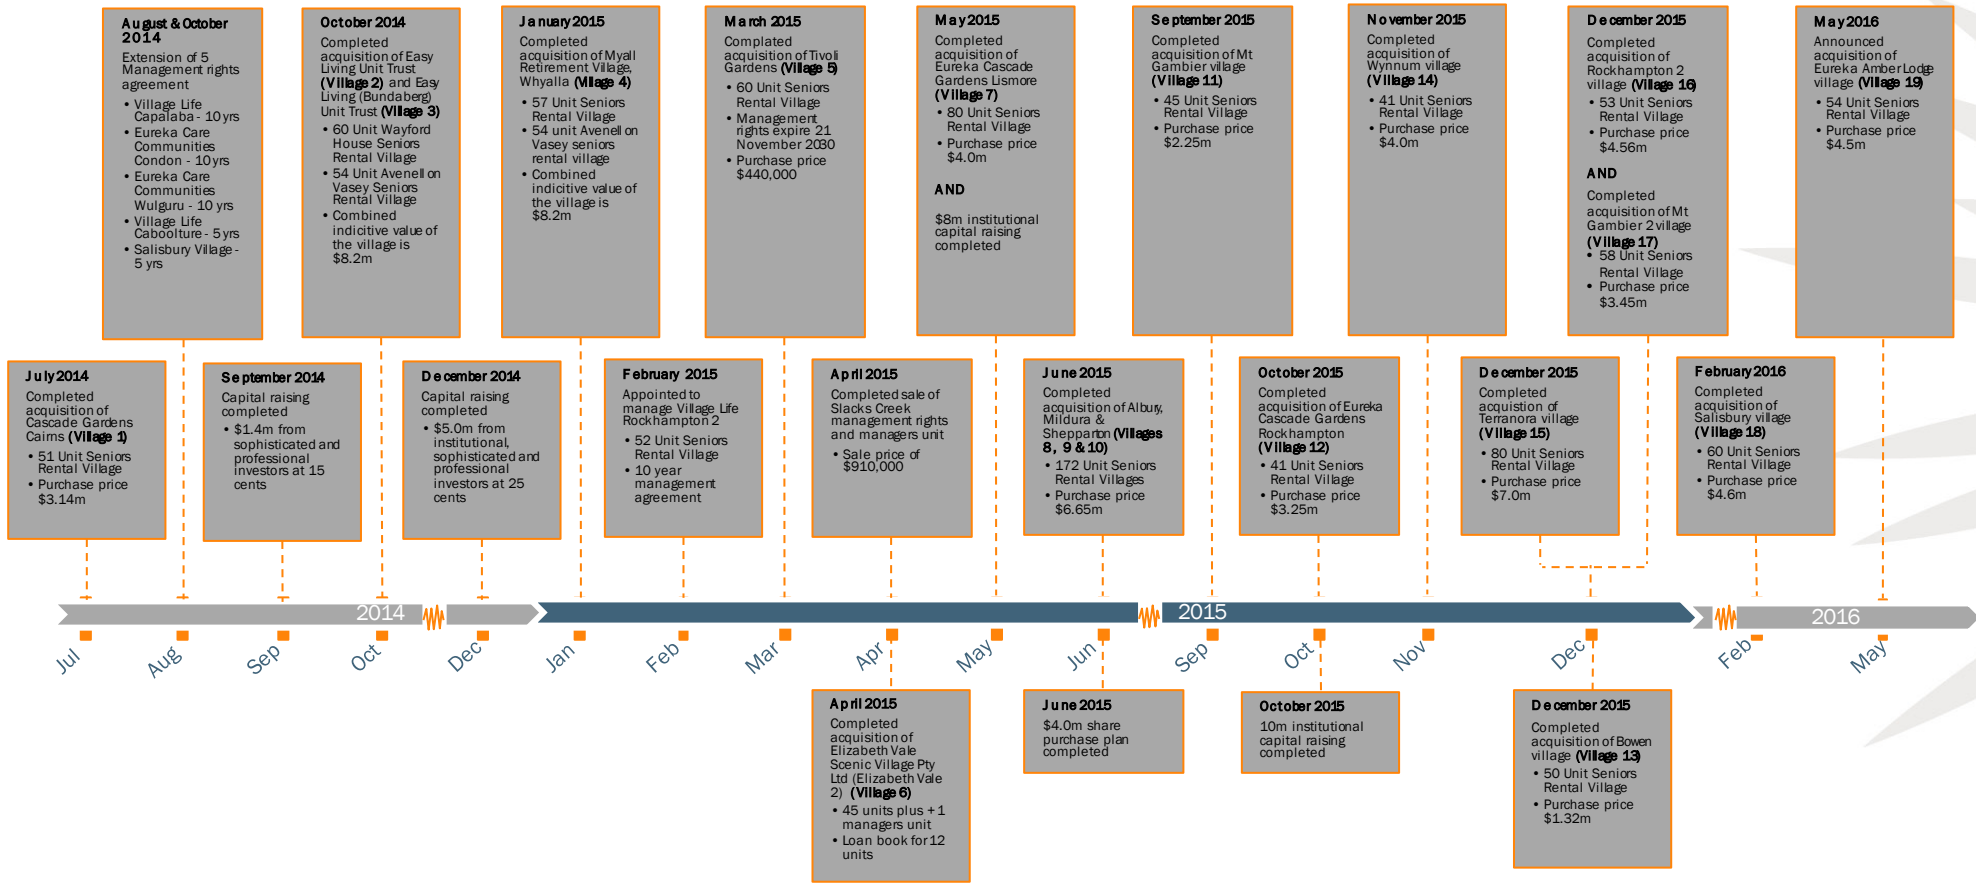 August & October
2014
Extension of 5
Management rights
agreement
• Village Life
Capalaba - 10 yrs
• Eureka Care
Communities
Condon - 10 yrs
• Eureka Care
Communities
Wulguru - 10 yrs
• Village Life
Caboolture - 5 yrs
• Salisbury Village -
5 yrs
October 2014
Completed
acquisition of Easy
Living Unit Trust
(Village 2) and Easy
Living (Bundaberg)
Unit Trust (Village 3)
• 60 Unit Wayford
House Seniors
Rental Village
• 54 Unit Avenell on
Vasey Seniors
Rental Village
• Combined
indicitive value of
the village is
$8.2m
January 2015
Completed
acquisition of Myall
Retirement Village,
Whyalla (Village 4)
• 57 Unit Seniors
Rental Village
• 54 unit Avenell on
Vasey seniors
rental village
• Combined
indicitive value of
the village is
$8.2m
March 2015
Complated
acquisition of Tivoli
Gardens (Village 5)
• 60 Unit Seniors
Rental Village
• Management
rights expire 21
November 2030
• Purchase price
$440,000
May 2015
Completed
acquisition of
Eureka Cascade
Gardens Lismore
(Village 7)
• 80 Unit Seniors
Rental Village
• Purchase price
$4.0m
AND
$8m institutional
capital raising
completed
September 2015
Completed
acquisition of Mt
Gambier village
(Village 11)
• 45 Unit Seniors
Rental Village
• Purchase price
$2.25m
November 2015
Completed
acquisition of
Wynnum village
(Village 14)
• 41 Unit Seniors
Rental Village
• Purchase price
$4.0m
December 2015
Completed
acquisition of
Rockhampton 2
village (Village 16)
• 53 Unit Seniors
Rental Village
• Purchase price
$4.56m
AND
Completed
acquisition of Mt
Gambier 2 village
(Village 17)
• 58 Unit Seniors
Rental Village
• Purchase price
$3.45m
May 2016
Announced
acquisition of
Eureka Amber Lodge
village (Village 19)
• 54 Unit Seniors
Rental Village
• Purchase price
$4.5m
July 2014
Completed
acquisition of
Cascade Gardens
Cairns (Village 1)
• 51 Unit Seniors
Rental Village
• Purchase price
$3.14m
September 2014
Capital raising
completed
• $1.4m from
sophisticated and
professional
investors at 15
cents
December 2014
Capital raising
completed
• $5.0m from
institutional,
sophisticated and
professional
investors at 25
cents
February 2015
Appointed to
manage Village Life
Rockhampton 2
• 52 Unit Seniors
Rental Village
• 10 year
management
agreement
April 2015
Completed sale of
Slacks Creek
management rights
and managers unit
• Sale price of
$910,000
June 2015
Completed
acquisition of Albury,
Mildura &
Shepparton (Villages
8, 9 & 10)
• 172 Unit Seniors
Rental Villages
• Purchase price
$6.65m
October 2015
Completed
acquisition of Eureka
Cascade Gardens
Rockhampton
(Village 12)
• 41 Unit Seniors
Rental Village
• Purchase price
$3.25m
December 2015
Completed
acquistion of
Terranora village
(Village 15)
• 80 Unit Seniors
Rental Village
• Purchase price
$7.0m
February 2016
Completed
acquisition of
Salisbury village
(Village 18)
• 60 Unit Seniors
Rental Village
• Purchase price
$4.6m
2014
2015
2016
Jul
Aug
Sep
Oct
Dec
Jan
Feb
Mar
Apr
May
Jun
Sep
Oct
Nov
Dec
Feb
May
April 2015
Completed
acquisition of
Elizabeth Vale
Scenic Village Pty
Ltd (Elizabeth Vale
2) (Village 6)
• 45 units plus + 1
managers unit
• Loan book for 12
units
June 2015
$4.0m share
purchase plan
completed
October 2015
10m institutional
capital raising
completed
December 2015
Completed
acquisition of Bowen
village (Village 13)
• 50 Unit Seniors
Rental Village
• Purchase price
$1.32m